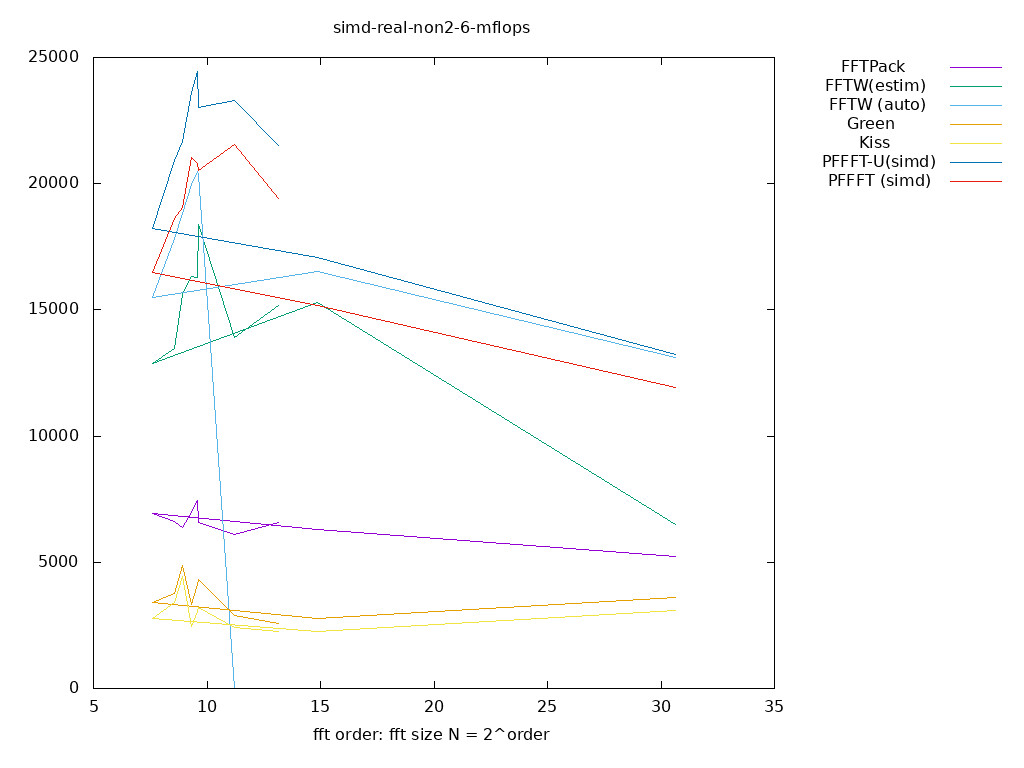 simd-real-non2-6-mflops
25000
20000
15000
10000
5000
0
5 10 15 20 25 30 35
fft order: fft size N = 2^order
FFTPack
FFTW(estim)
FFTW (auto)
Green
Kiss
PFFFT-U(simd)
PFFFT (simd)